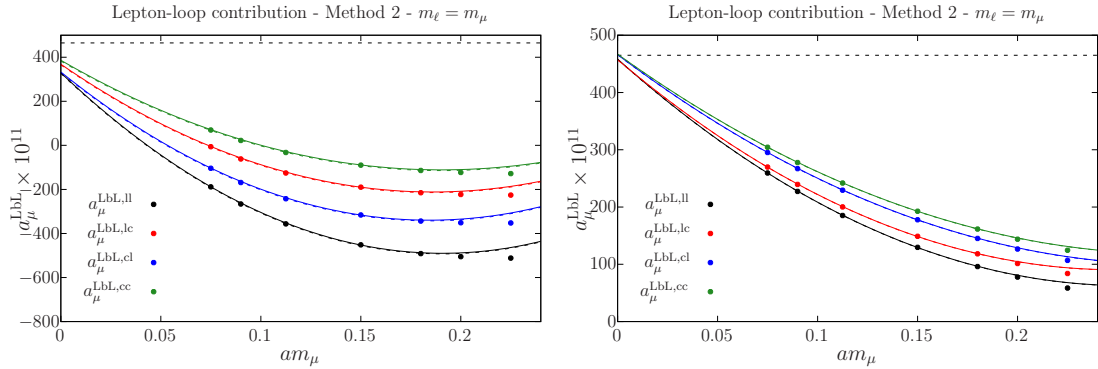 Lepton-loop contribution - Method 2 - $m_\ell = m_\mu$
$a_\mu^{\mathrm{LbL}} \times 10^{11}$
400
200
0
−200
−400
−600
−800
$a_\mu^{\mathrm{LbL,ll}}$
$a_\mu^{\mathrm{LbL,lc}}$
$a_\mu^{\mathrm{LbL,cl}}$
$a_\mu^{\mathrm{LbL,cc}}$
0 0.05 0.1 0.15 0.2
$am_\mu$
Lepton-loop contribution - Method 2 - $m_\ell = m_\mu$
$a_\mu^{\mathrm{LbL}} \times 10^{11}$
500
400
300
200
100
0
$a_\mu^{\mathrm{LbL,ll}}$
$a_\mu^{\mathrm{LbL,lc}}$
$a_\mu^{\mathrm{LbL,cl}}$
$a_\mu^{\mathrm{LbL,cc}}$
0 0.05 0.1 0.15 0.2
$am_\mu$